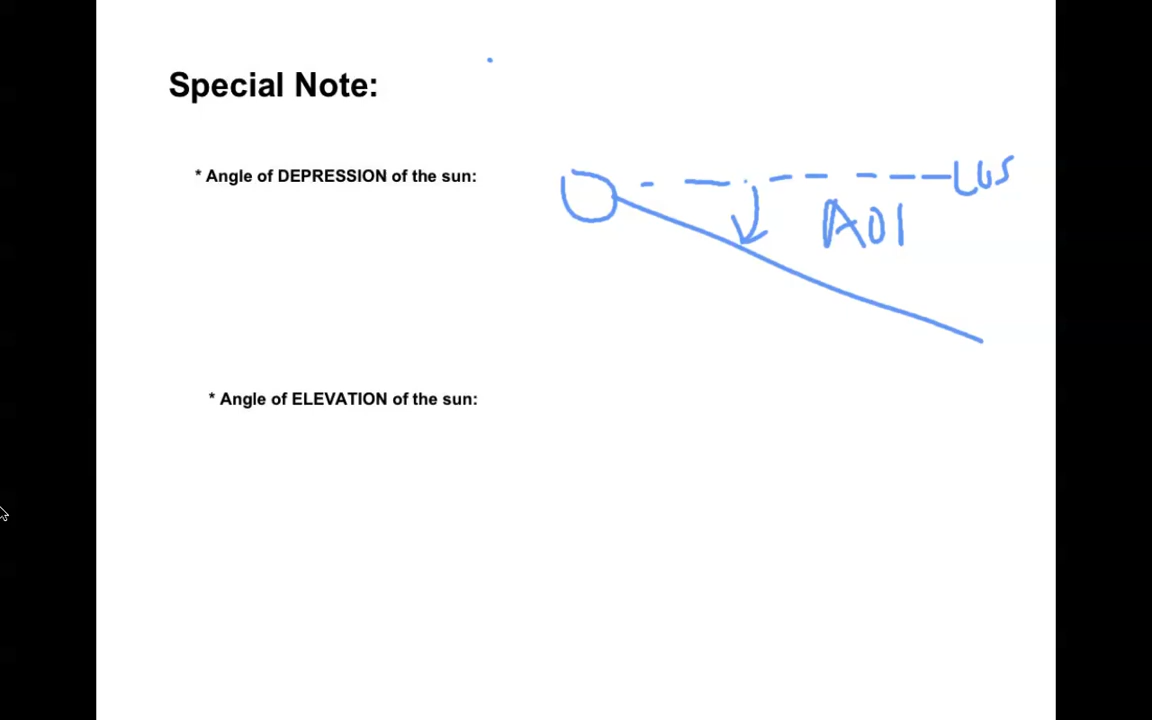 Special Note:
* Angle of DEPRESSION of the sun:
LOS
AOI
* Angle of ELEVATION of the sun: